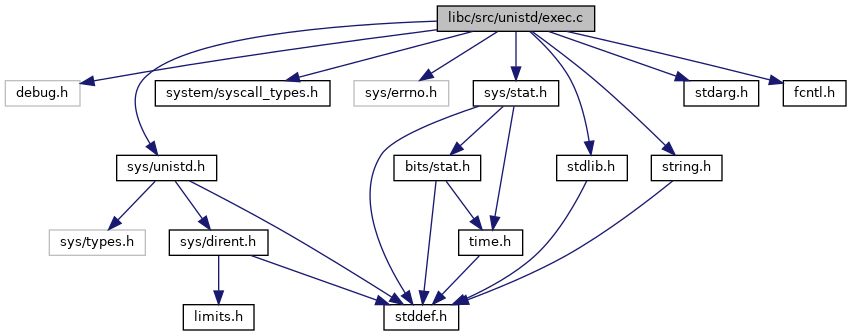 libc/src/unistd/exec.c
debug.h
system/syscall_types.h
sys/errno.h
sys/stat.h
stdarg.h
fcntl.h
sys/unistd.h
bits/stat.h
stdlib.h
string.h
sys/types.h
sys/dirent.h
time.h
limits.h
stddef.h